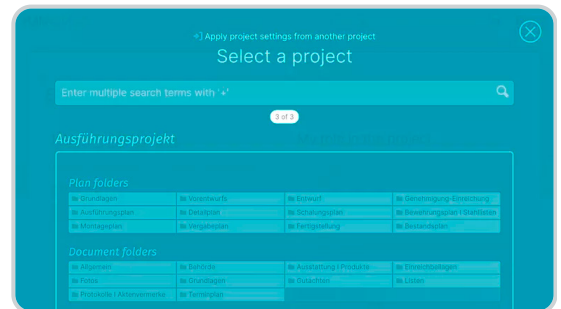 Apply project settings from another project
Select a project
Enter multiple search terms with '+'
3 of 3
Ausführungsprojekt
Plan folders
Grundlagen Vorentwurfs Entwurf Genehmigung-Einreichung
Ausführungsplan Detailplan Schalungsplan Bewehrungsplan | Stahllisten
Montageplan Vergabeplan Fertigstellung Bestandsplan
Document folders
Allgemein Behörde Ausstattung | Produkte Einreichbeilagen
Fotos Grundlagen Gutachten Listen
Protokolle | Aktenvermerke Terminplan